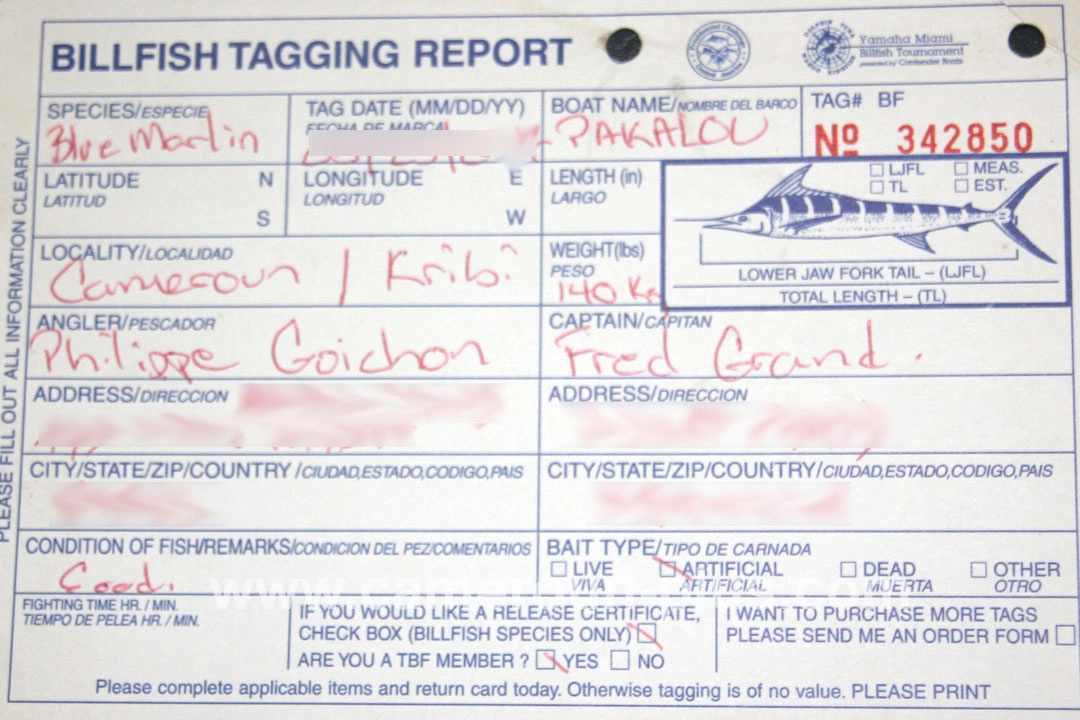 BILLFISH TAGGING REPORT
Yamaha Miami
Billfish Tournament
presented by Contender Boats
SPECIES/ESPECIE
Blue Marlin
TAG DATE (MM/DD/YY)
FECHA DE MARCA
BOAT NAME/NOMBRE DEL BARCO
PAKALOU
TAG# BF
Nº 342850
LATITUDE N
LATITUD
S
LONGITUDE E
LONGITUD
W
LENGTH (in)
LARGO
LJFL MEAS.
TL EST.
LOWER JAW FORK TAIL – (LJFL)
TOTAL LENGTH – (TL)
LOCALITY/LOCALIDAD
Cameroun / Kribi
WEIGHT(lbs)
PESO
140 Kg
ANGLER/PESCADOR
Philippe Goichon
CAPTAIN/CAPITAN
Fred Grand.
ADDRESS/DIRECCION
ADDRESS/DIRECCION
CITY/STATE/ZIP/COUNTRY/CIUDAD,ESTADO,CODIGO,PAIS
CITY/STATE/ZIP/COUNTRY/CIUDAD,ESTADO,CODIGO,PAIS
CONDITION OF FISH/REMARKS/CONDICION DEL PEZ/COMENTARIOS
Good.
BAIT TYPE/TIPO DE CARNADA
LIVE ARTIFICIAL DEAD OTHER
VIVA ARTIFICIAL MUERTA OTRO
FIGHTING TIME HR. / MIN.
TIEMPO DE PELEA HR. / MIN.
IF YOU WOULD LIKE A RELEASE CERTIFICATE,
CHECK BOX (BILLFISH SPECIES ONLY)
ARE YOU A TBF MEMBER ? YES NO
I WANT TO PURCHASE MORE TAGS
PLEASE SEND ME AN ORDER FORM
Please complete applicable items and return card today. Otherwise tagging is of no value. PLEASE PRINT
PLEASE FILL OUT ALL INFORMATION CLEARLY